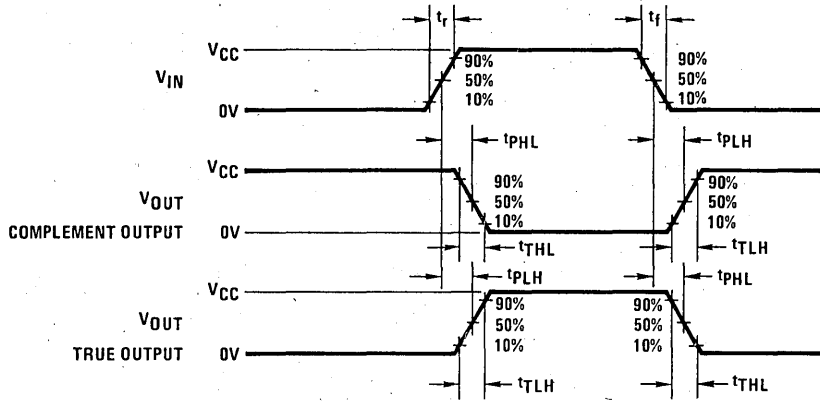 tr tf
VCC
90% 90%
VIN 50% 50%
10% 10%
0V
tPHL tPLH
VCC
90% 90%
VOUT 50% 50%
COMPLEMENT OUTPUT 0V 10% 10%
tTHL tTLH
tPLH tPHL
VCC
90% 90%
VOUT 50% 50%
TRUE OUTPUT 0V 10% 10%
tTLH tTHL